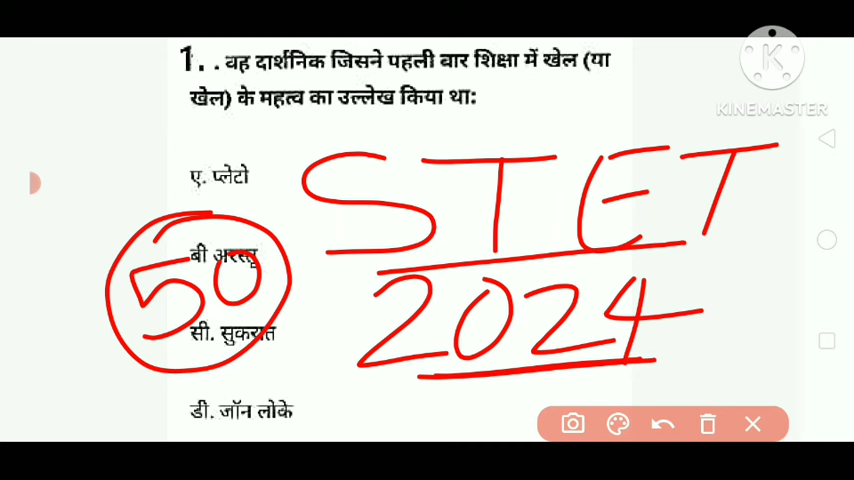 1. . वह दार्शनिक जिसने पहली बार शिक्षा में खेल (या
खेल) के महत्व का उल्लेख किया था:
K
KINEMASTER
ए. प्लेटो
STET
बी अरस्तू
50
2024
सी. सुकरात
डी. जॉन लोके